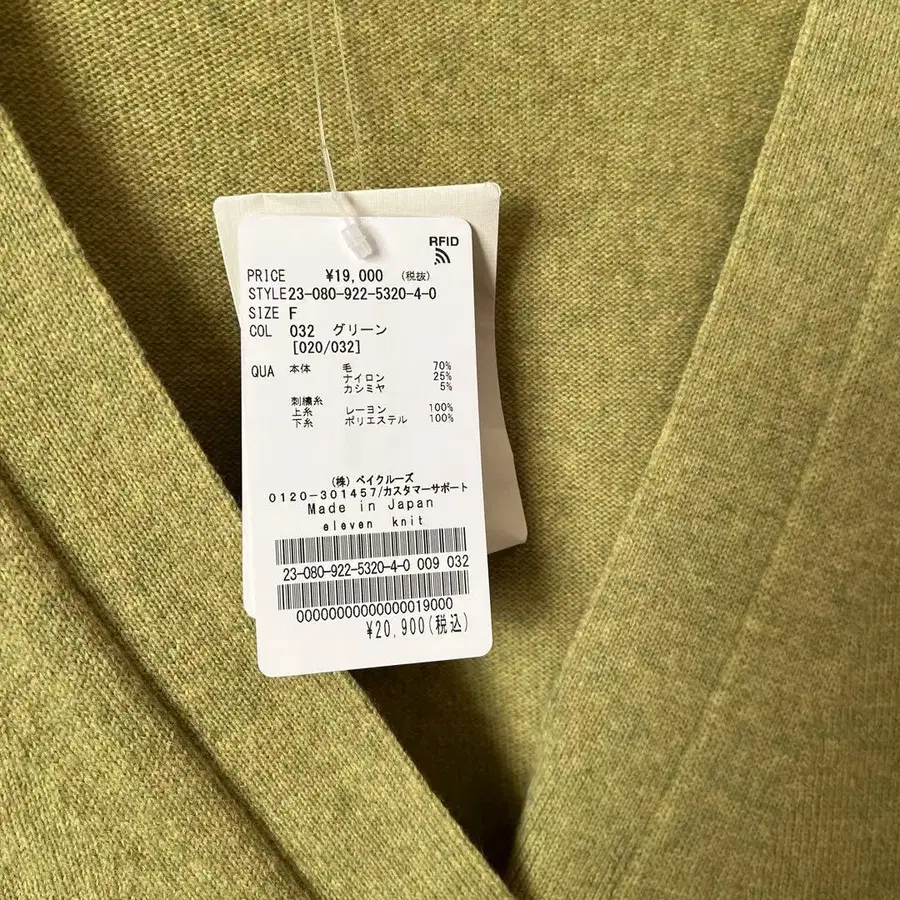 RFID
PRICE ¥19,000 (税抜)
STYLE23-080-922-5320-4-0
SIZE F
COL 032 グリーン
[020/032]
QUA 本体 毛 70%
ナイロン 25%
カシミヤ 5%
刺繍糸
上糸 レーヨン 100%
下糸 ポリエステル 100%
(株) ベイクルーズ
0120-301457/カスタマーサポート
Made in Japan
eleven knit
23-080-922-5320-4-0 009 032
00000000000000019000
¥20,900(税込)